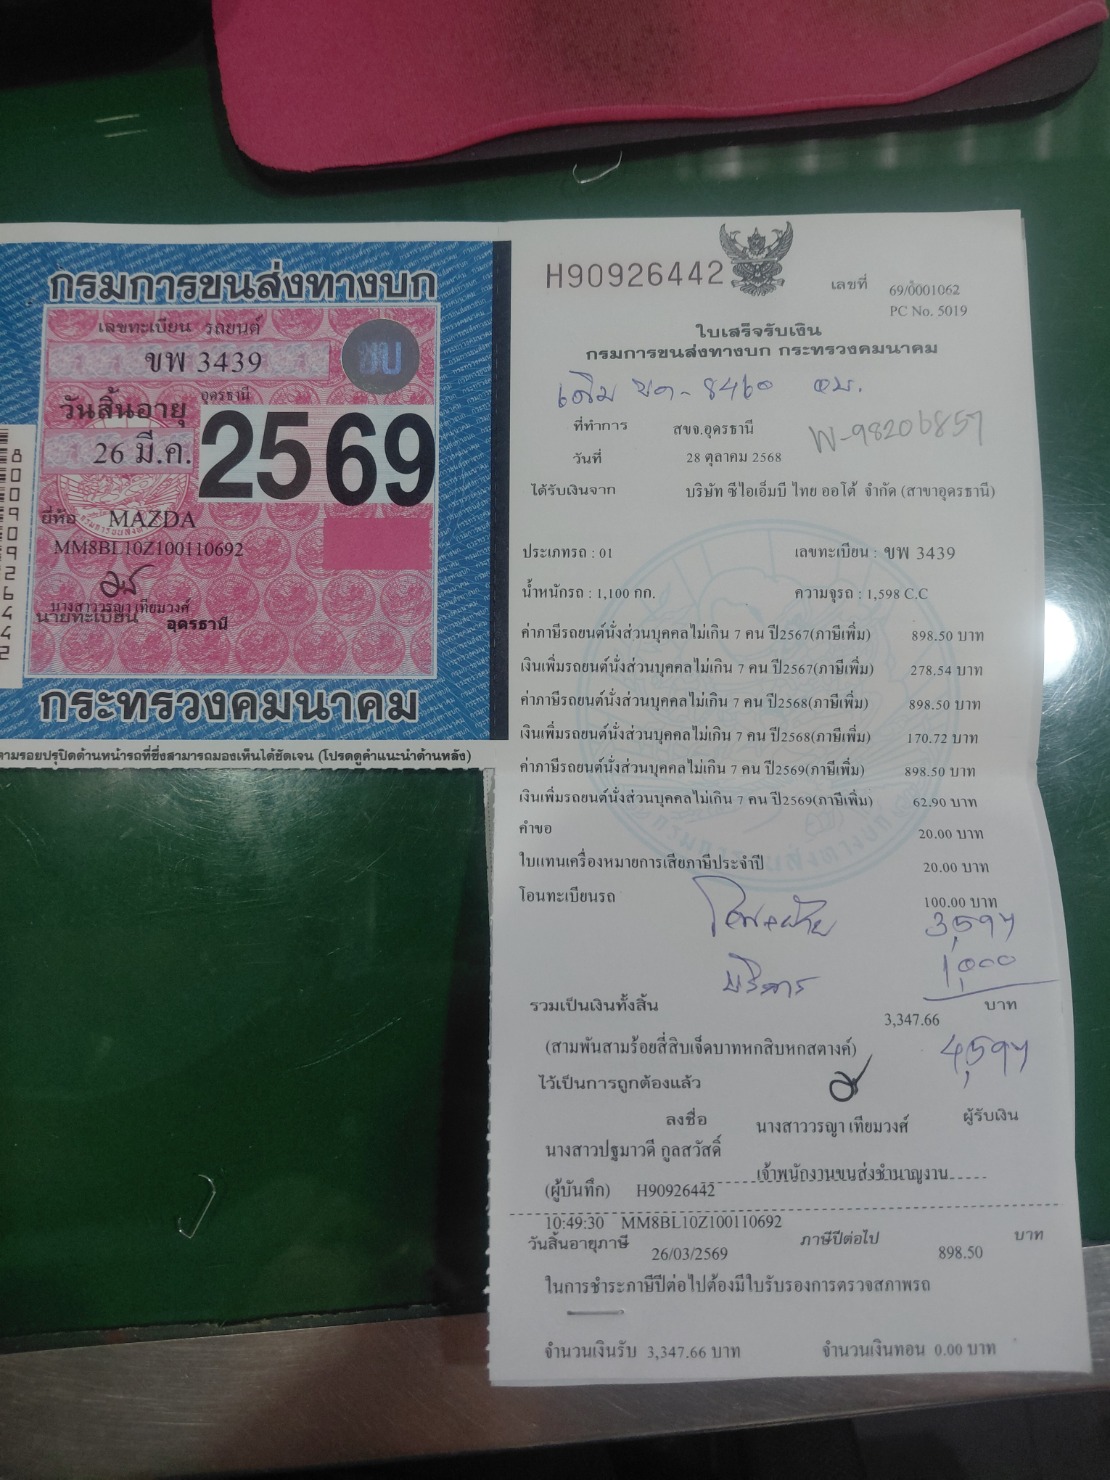 กรมการขนส่งทางบก
เลขทะเบียน รถยนต์
ขพ 3439
ขบ
อุดรธานี
วันสิ้นอายุ
26 มี.ค. 2569
ยี่ห้อ MAZDA
MM8BL10Z100110692
นางสาววรญา เทียมวงศ์
นายทะเบียน อุดรธานี
กระทรวงคมนาคม
ตามรอยปรุปิดด้านหน้ารถที่ซึ่งสามารถมองเห็นได้ชัดเจน (โปรดดูคำแนะนำด้านหลัง)
H90926442
เลขที่ 69/0001062
PC No. 5019
ใบเสร็จรับเงิน
กรมการขนส่งทางบก กระทรวงคมนาคม
เดิม ขด-8460 อบ.
ที่ทำการ สขจ.อุดรธานี
W-98206857
วันที่ 28 ตุลาคม 2568
ได้รับเงินจาก บริษัท ซีไอเอ็มบี ไทย ออโต้ จำกัด (สาขาอุดรธานี)
ประเภทรถ : 01 เลขทะเบียน : ขพ 3439
น้ำหนักรถ : 1,100 กก. ความจุรถ : 1,598 C.C
ค่าภาษีรถยนต์นั่งส่วนบุคคลไม่เกิน 7 คน ปี2567(ภาษีเพิ่ม) 898.50 บาท
เงินเพิ่มรถยนต์นั่งส่วนบุคคลไม่เกิน 7 คน ปี2567(ภาษีเพิ่ม) 278.54 บาท
ค่าภาษีรถยนต์นั่งส่วนบุคคลไม่เกิน 7 คน ปี2568(ภาษีเพิ่ม) 898.50 บาท
เงินเพิ่มรถยนต์นั่งส่วนบุคคลไม่เกิน 7 คน ปี2568(ภาษีเพิ่ม) 170.72 บาท
ค่าภาษีรถยนต์นั่งส่วนบุคคลไม่เกิน 7 คน ปี2569(ภาษีเพิ่ม) 898.50 บาท
เงินเพิ่มรถยนต์นั่งส่วนบุคคลไม่เกิน 7 คน ปี2569(ภาษีเพิ่ม) 62.90 บาท
คำขอ 20.00 บาท
ใบแทนเครื่องหมายการเสียภาษีประจำปี 20.00 บาท
โอนทะเบียนรถ 100.00 บาท
3,597
บริการ 1,000
รวมเป็นเงินทั้งสิ้น 3,347.66 บาท
(สามพันสามร้อยสี่สิบเจ็ดบาทหกสิบหกสตางค์) 4,597
ไว้เป็นการถูกต้องแล้ว
ลงชื่อ นางสาววรญา เทียมวงศ์ ผู้รับเงิน
นางสาวปฐมาวดี กูลสวัสดิ์
เจ้าพนักงานขนส่งชำนาญงาน
(ผู้บันทึก) H90926442
10:49:30 MM8BL10Z100110692
วันสิ้นอายุภาษี 26/03/2569 ภาษีปีต่อไป 898.50 บาท
ในการชำระภาษีปีต่อไปต้องมีใบรับรองการตรวจสภาพรถ
จำนวนเงินรับ 3,347.66 บาท จำนวนเงินทอน 0.00 บาท